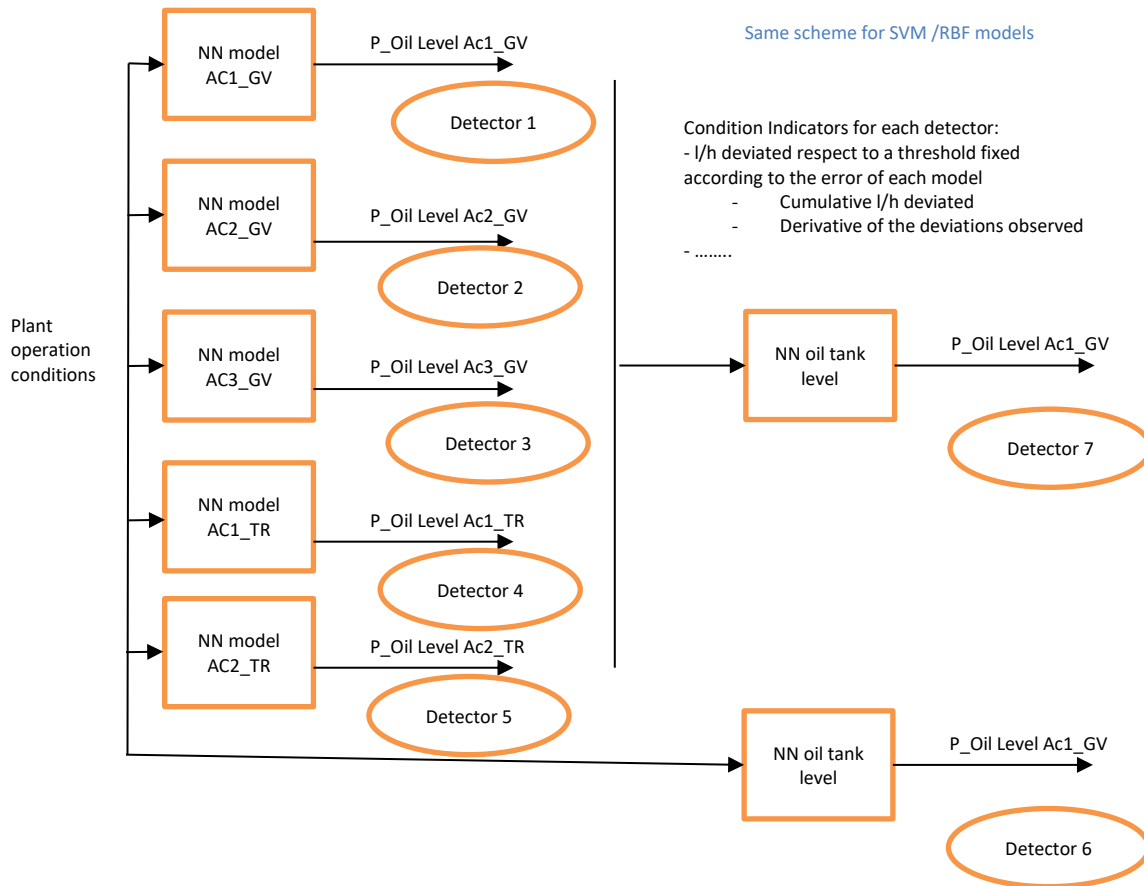 P_Oil Level Ac1_GV
Same scheme for SVM /RBF models
NN model
AC1_GV
Detector 1
Condition Indicators for each detector:
- l/h deviated respect to a threshold fixed
according to the error of each model
- Cumulative l/h deviated
- Derivative of the deviations observed
- ........
NN model
AC2_GV
P_Oil Level Ac2_GV
Detector 2
Plant
operation
conditions
NN model
AC3_GV
P_Oil Level Ac3_GV
Detector 3
NN oil tank
level
P_Oil Level Ac1_GV
Detector 7
NN model
AC1_TR
P_Oil Level Ac1_TR
Detector 4
NN model
AC2_TR
P_Oil Level Ac2_TR
Detector 5
NN oil tank
level
P_Oil Level Ac1_GV
Detector 6